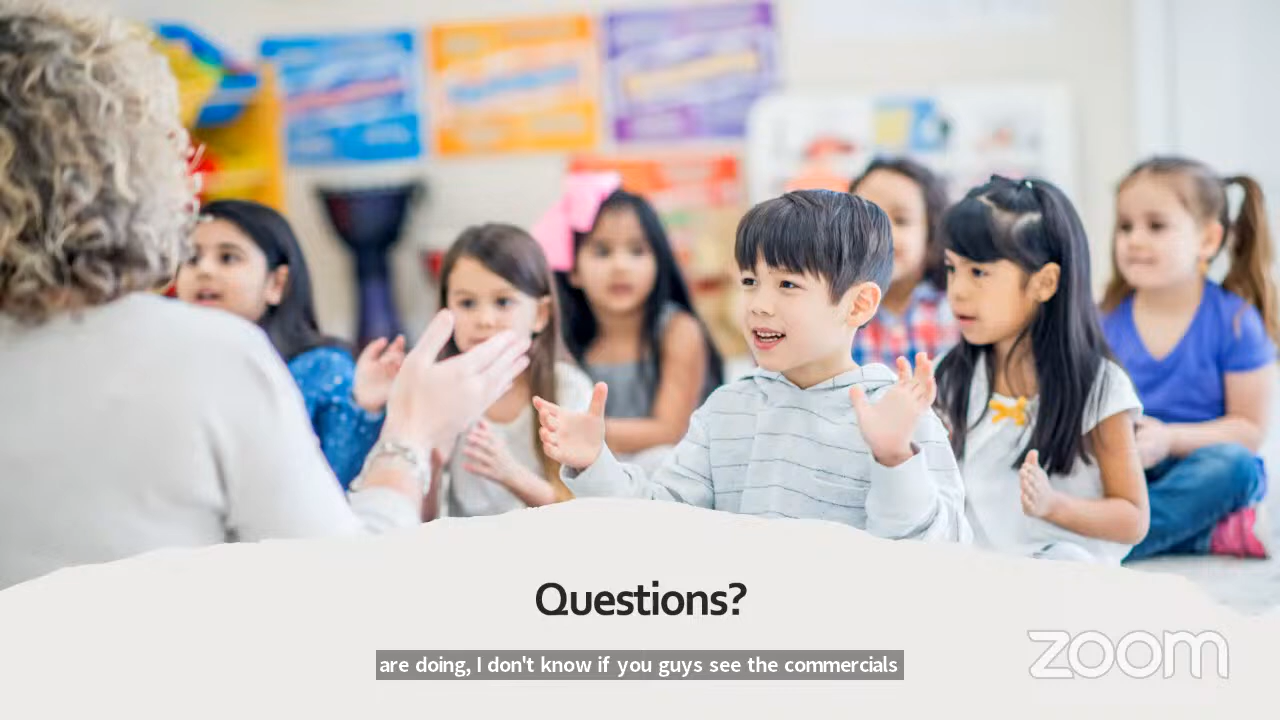 Questions?
are doing, I don't know if you guys see the commercials
zoom